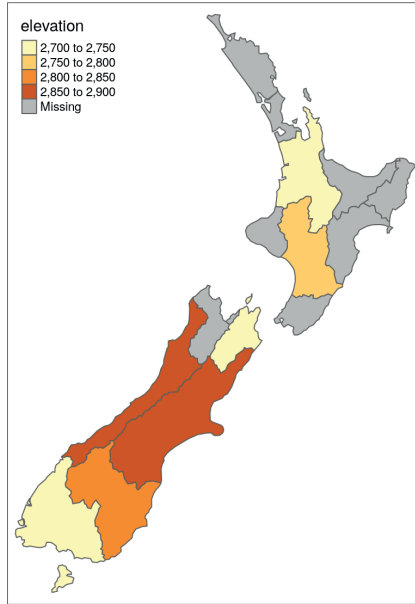 elevation
2,700 to 2,750
2,750 to 2,800
2,800 to 2,850
2,850 to 2,900
Missing